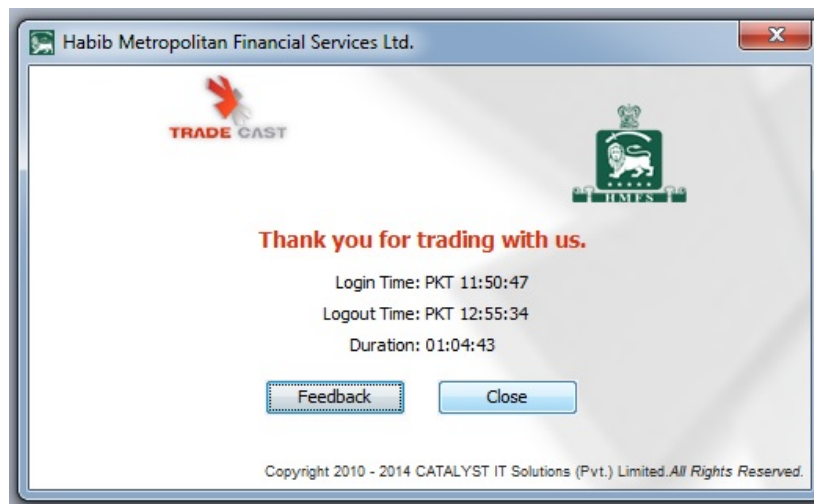 Habib Metropolitan Financial Services Ltd.
TRADE CAST
HMFS
Thank you for trading with us.
Login Time: PKT 11:50:47
Logout Time: PKT 12:55:34
Duration: 01:04:43
Feedback
Close
Copyright 2010 - 2014 CATALYST IT Solutions (Pvt.) Limited.All Rights Reserved.